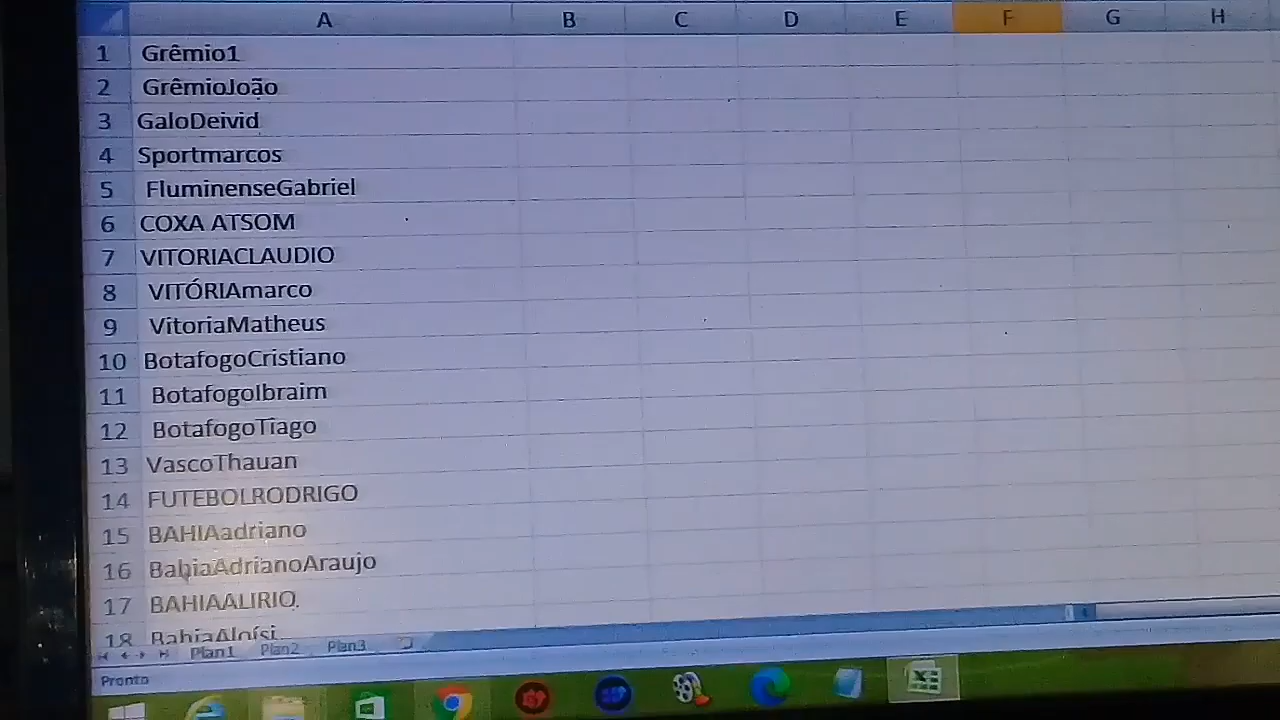 A B C D E F G H
1 Grêmio1
2 GrêmioJoão
3 GaloDeivid
4 Sportmarcos
5 FluminenseGabriel
6 COXA ATSOM
7 VITORIACLAUDIO
8 VITÓRIAmarco
9 VitoriaMatheus
10 BotafogoCristiano
11 BotafogoIbraim
12 BotafogoTiago
13 VascoThauan
14 FUTEBOLRODRIGO
15 BAHIAadriano
16 BahiaAdrianoAraujo
17 BAHIAALIRIO.
18 BahiaAloísi
Plan1 Plan2 Plan3
Pronto